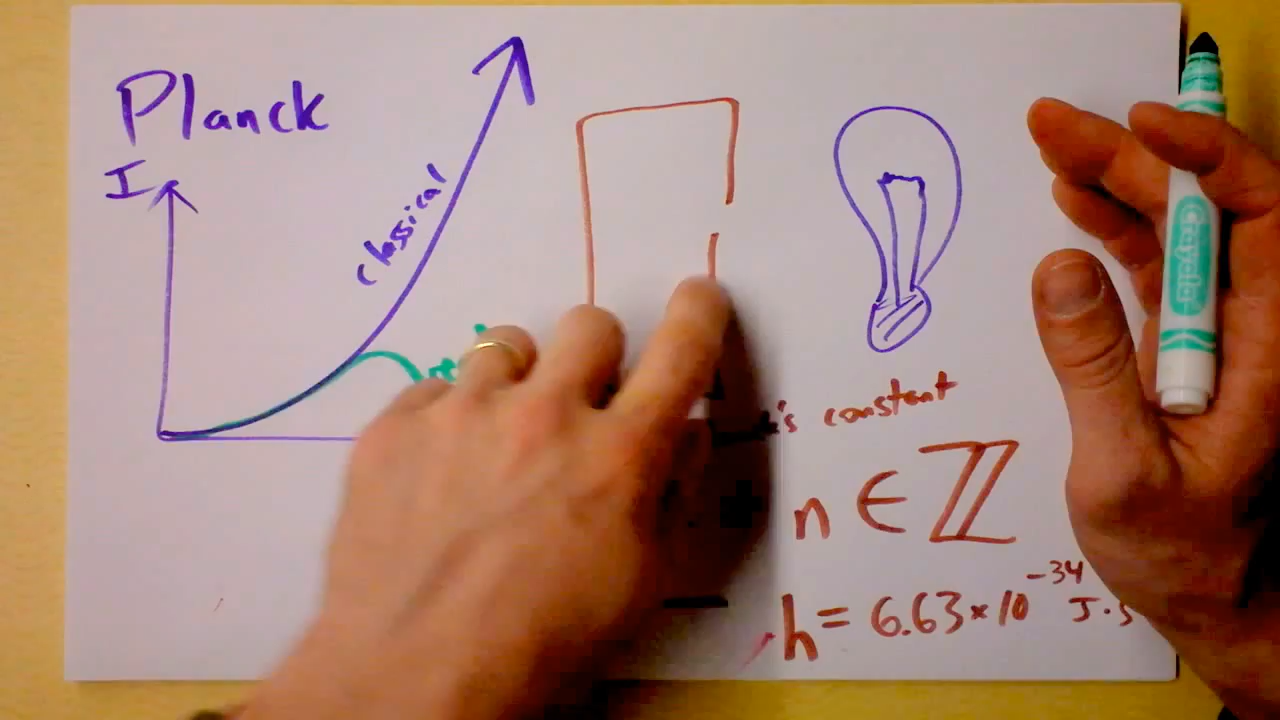 Planck
I
classical
's constant
n ∈ ℤ
h = 6.63 × 10⁻³⁴ J·s
Crayola